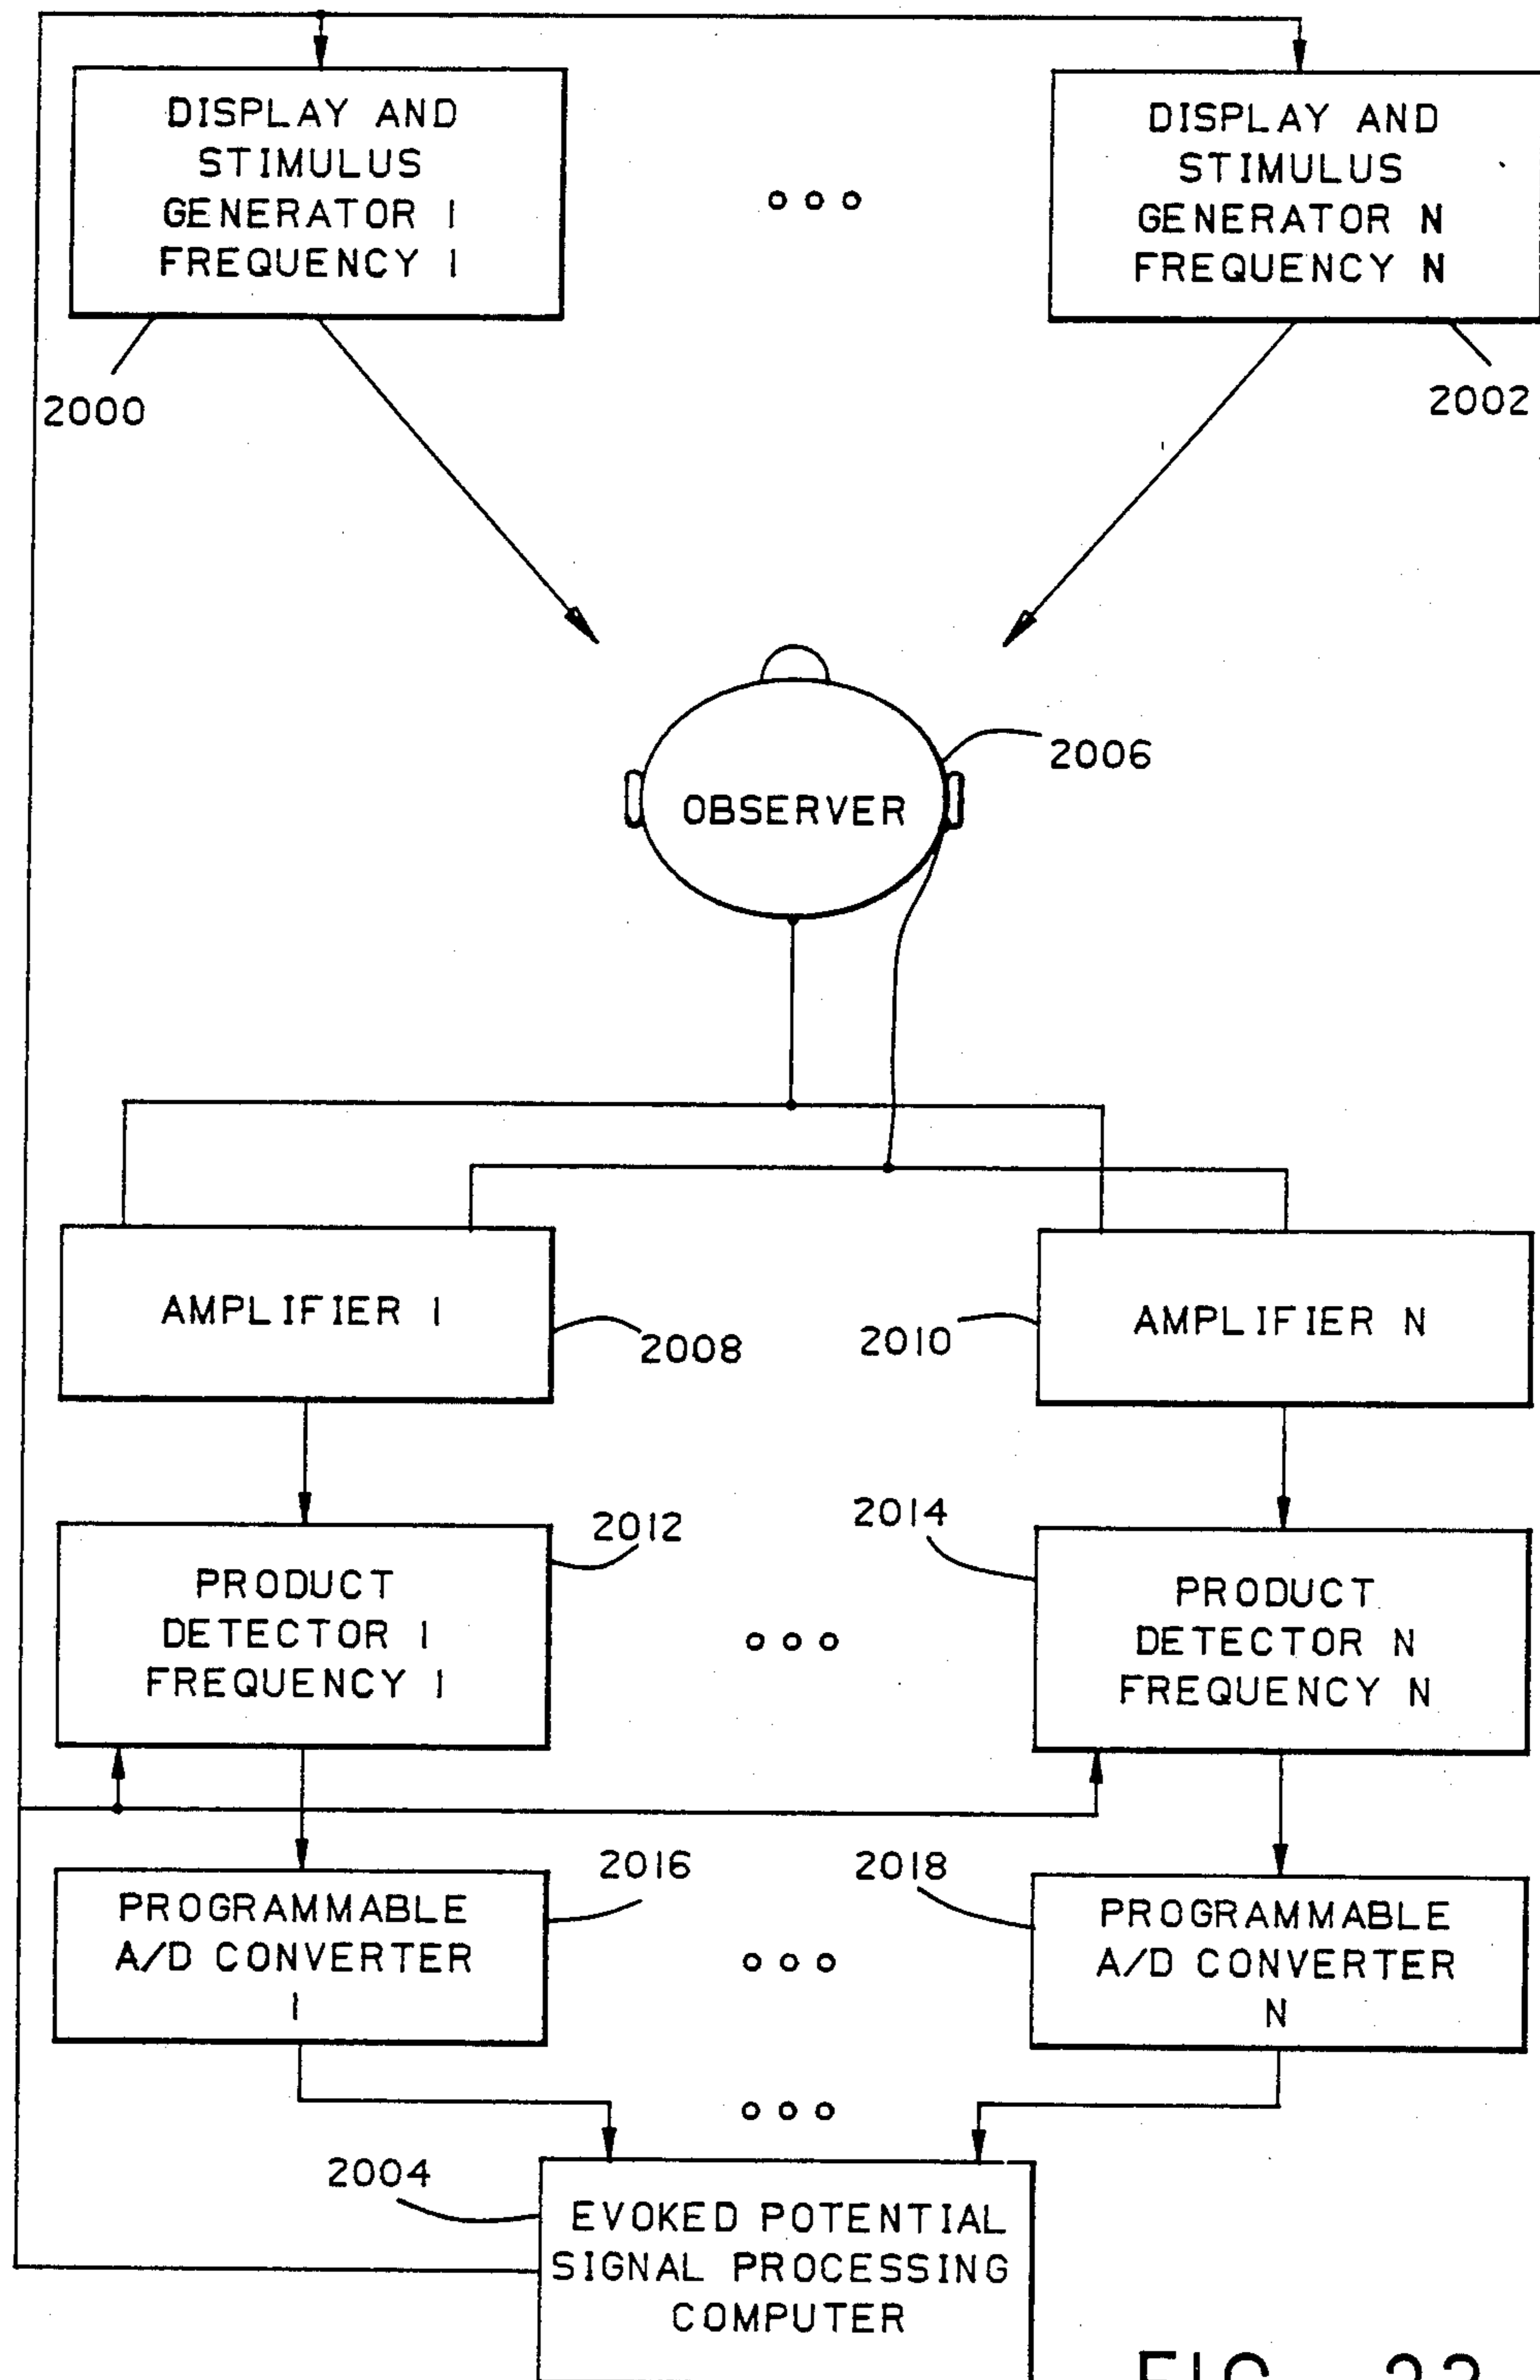 DISPLAY AND
STIMULUS
GENERATOR 1
FREQUENCY 1
DISPLAY AND
STIMULUS
GENERATOR N
FREQUENCY N
2000
2002
2006
OBSERVER
AMPLIFIER 1
2008
2010
AMPLIFIER N
2012
2014
PRODUCT
DETECTOR 1
FREQUENCY 1
PRODUCT
DETECTOR N
FREQUENCY N
2016
2018
PROGRAMMABLE
A/D CONVERTER
1
PROGRAMMABLE
A/D CONVERTER
N
2004
EVOKED POTENTIAL
SIGNAL PROCESSING
COMPUTER
FIG.